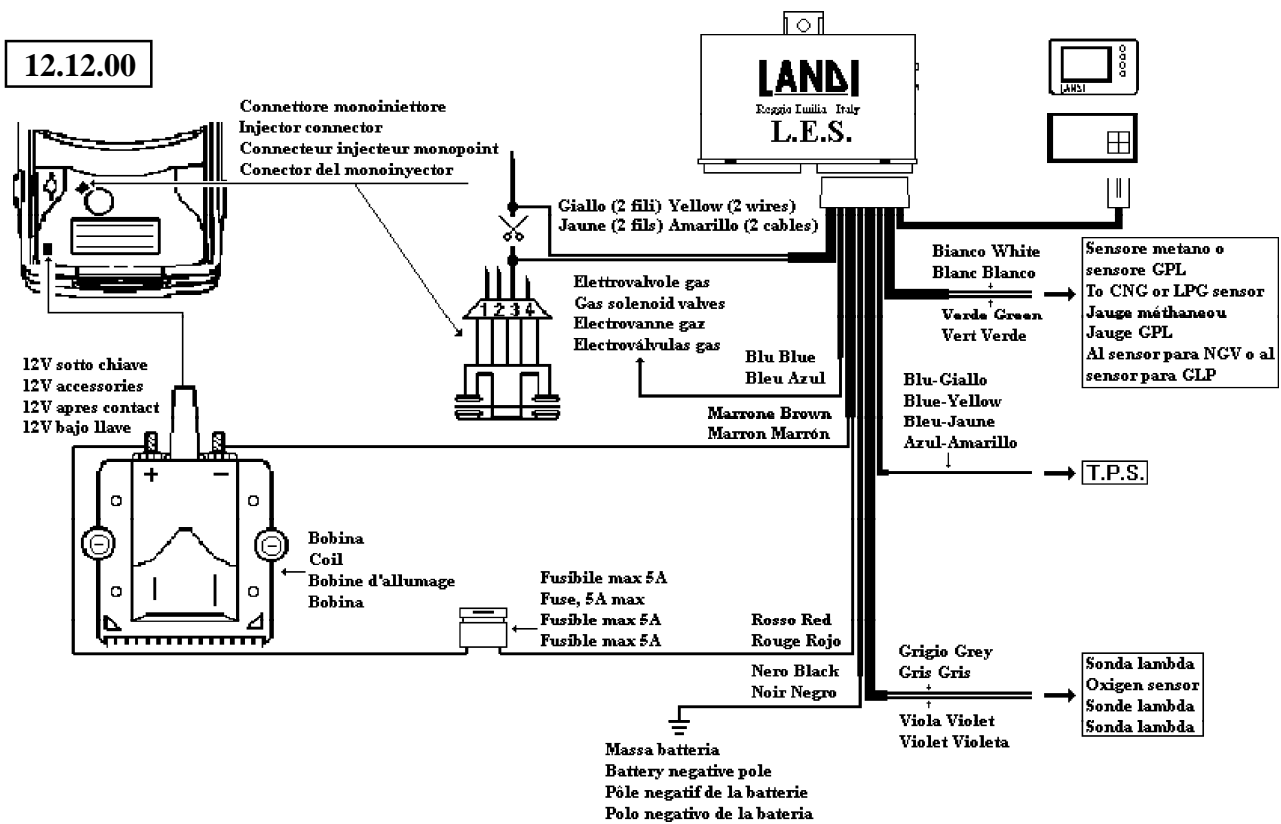 12.12.00
Connettore monoiniettore
Injector connector
Connecteur injecteur monopoint
Conector del monoinyector
LANDI
Reggio Emilia Italy
L.E.S.
LANDI
Giallo (2 fili) Yellow (2 wires)
Jaune (2 fils) Amarillo (2 cables)
1 2 3 4
Elettrovalvole gas
Gas solenoid valves
Electrovanne gaz
Electroválvulas gas
Blu Blue
Bleu Azul
Bianco White
Blanc Blanco
Verde Green
Vert Verde
Sensore metano o
sensore GPL
To CNG or LPG sensor
Jauge méthaneou
Jauge GPL
Al sensor para NGV o al
sensor para GLP
12V sotto chiave
12V accessories
12V apres contact
12V bajo llave
Marrone Brown
Marron Marrón
Blu-Giallo
Blue-Yellow
Bleu-Jaune
Azul-Amarillo
T.P.S.
+ −
Bobina
Coil
Bobine d'allumage
Bobina
Fusibile max 5A
Fuse, 5A max
Fusible max 5A
Fusible max 5A
Rosso Red
Rouge Rojo
Nero Black
Noir Negro
Grigio Grey
Gris Gris
Viola Violet
Violet Violeta
Sonda lambda
Oxigen sensor
Sonde lambda
Sonda lambda
Massa batteria
Battery negative pole
Pôle negatif de la batterie
Polo negativo de la bateria